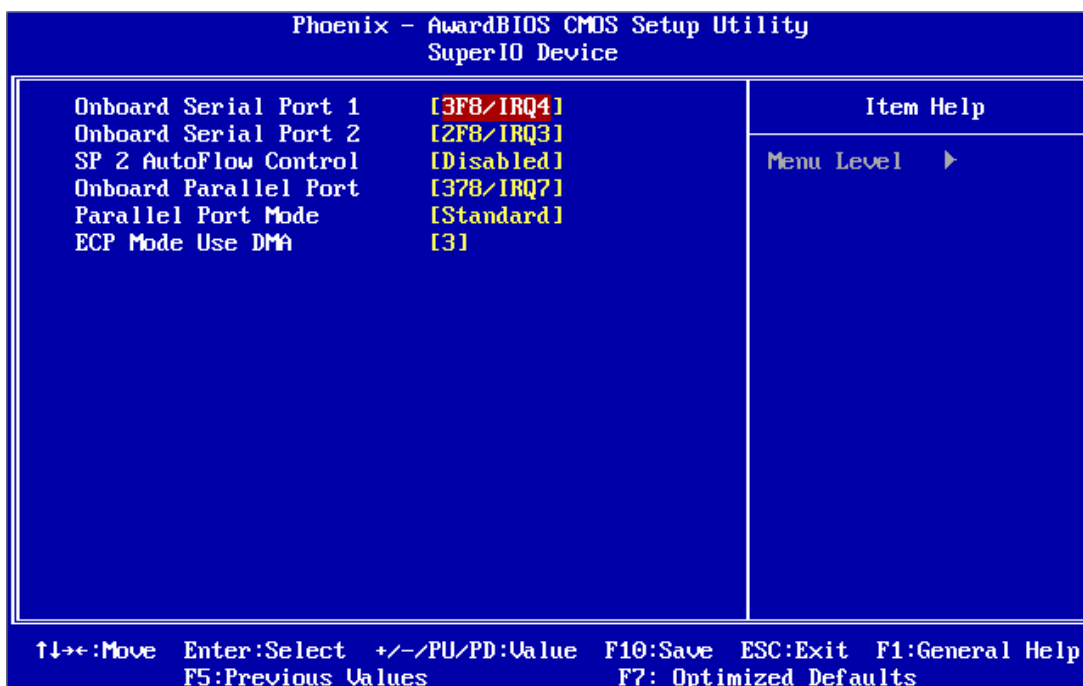 Phoenix - AwardBIOS CMOS Setup Utility
SuperIO Device
Onboard Serial Port 1 [3F8/IRQ4]
Onboard Serial Port 2 [2F8/IRQ3]
SP 2 AutoFlow Control [Disabled]
Onboard Parallel Port [378/IRQ7]
Parallel Port Mode [Standard]
ECP Mode Use DMA [3]
Item Help
Menu Level ▶
↑↓→←:Move Enter:Select +/-/PU/PD:Value F10:Save ESC:Exit F1:General Help
F5:Previous Values F7: Optimized Defaults